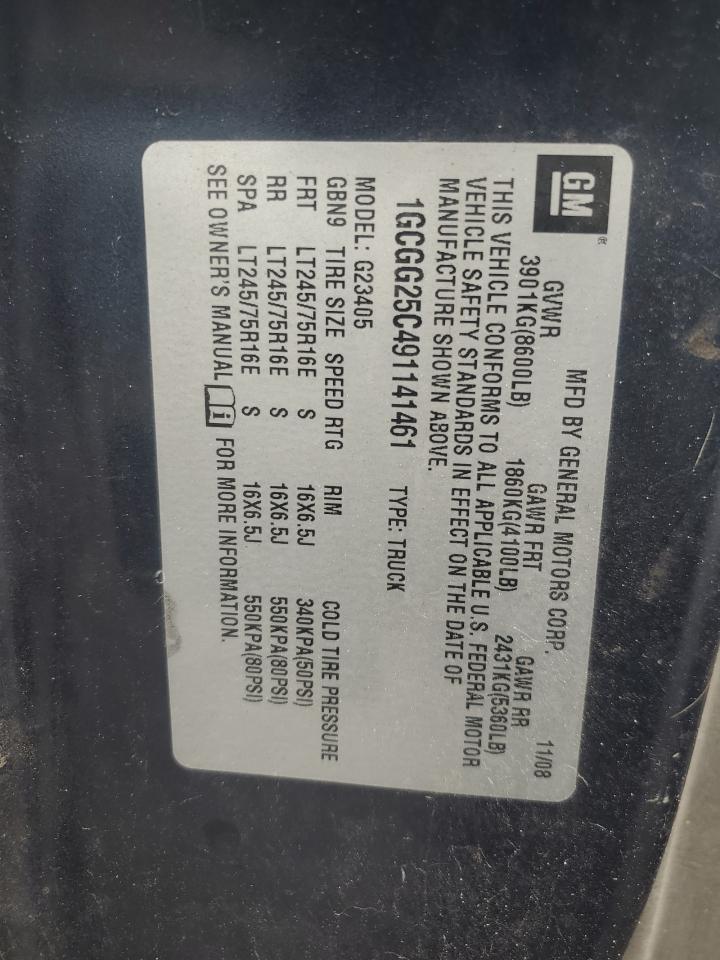 GM®
MFD BY GENERAL MOTORS CORP. 11/08
GVWR GAWR FRT GAWR RR
3901KG(8600LB) 1860KG(4100LB) 2431KG(5360LB)
THIS VEHICLE CONFORMS TO ALL APPLICABLE U.S. FEDERAL MOTOR
VEHICLE SAFETY STANDARDS IN EFFECT ON THE DATE OF
MANUFACTURE SHOWN ABOVE.
1GCGG25C491141461 TYPE: TRUCK
MODEL: G23405
GBN9 TIRE SIZE SPEED RTG RIM COLD TIRE PRESSURE
FRT LT245/75R16E S 16X6.5J 340KPA(50PSI)
RR LT245/75R16E S 16X6.5J 550KPA(80PSI)
SPA LT245/75R16E S 16X6.5J 550KPA(80PSI)
SEE OWNER'S MANUAL i FOR MORE INFORMATION.